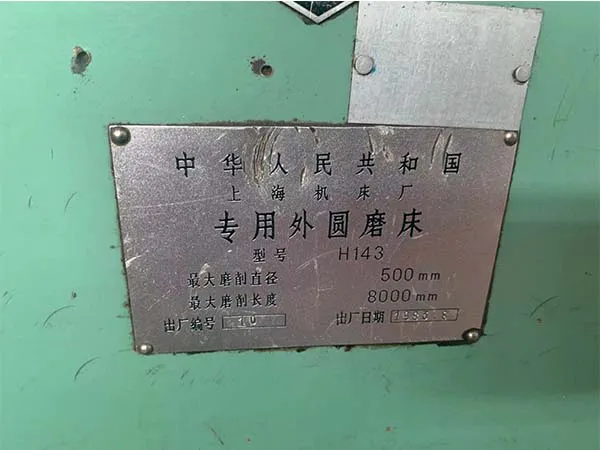 中华人民共和国
上海机床厂
专用外圆磨床
型号 H143
最大磨削直径 500mm
最大磨削长度 8000mm
出厂编号 出厂日期